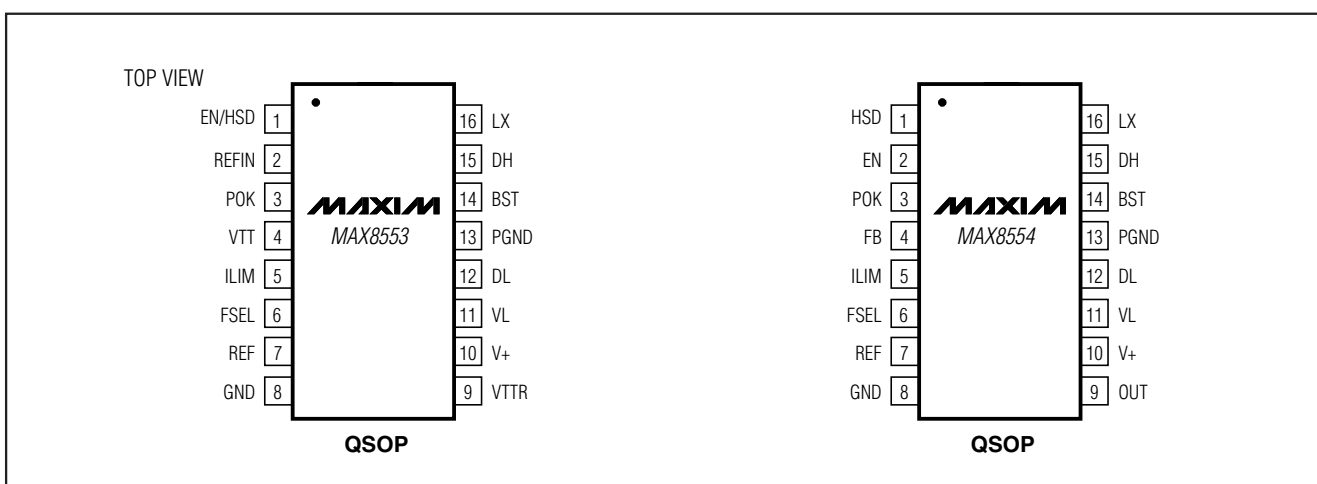 TOP VIEW
EN/HSD 1
REFIN 2
POK 3
VTT 4
ILIM 5
FSEL 6
REF 7
GND 8
MAXIM
MAX8553
16 LX
15 DH
14 BST
13 PGND
12 DL
11 VL
10 V+
9 VTTR
QSOP
HSD 1
EN 2
POK 3
FB 4
ILIM 5
FSEL 6
REF 7
GND 8
MAXIM
MAX8554
16 LX
15 DH
14 BST
13 PGND
12 DL
11 VL
10 V+
9 OUT
QSOP